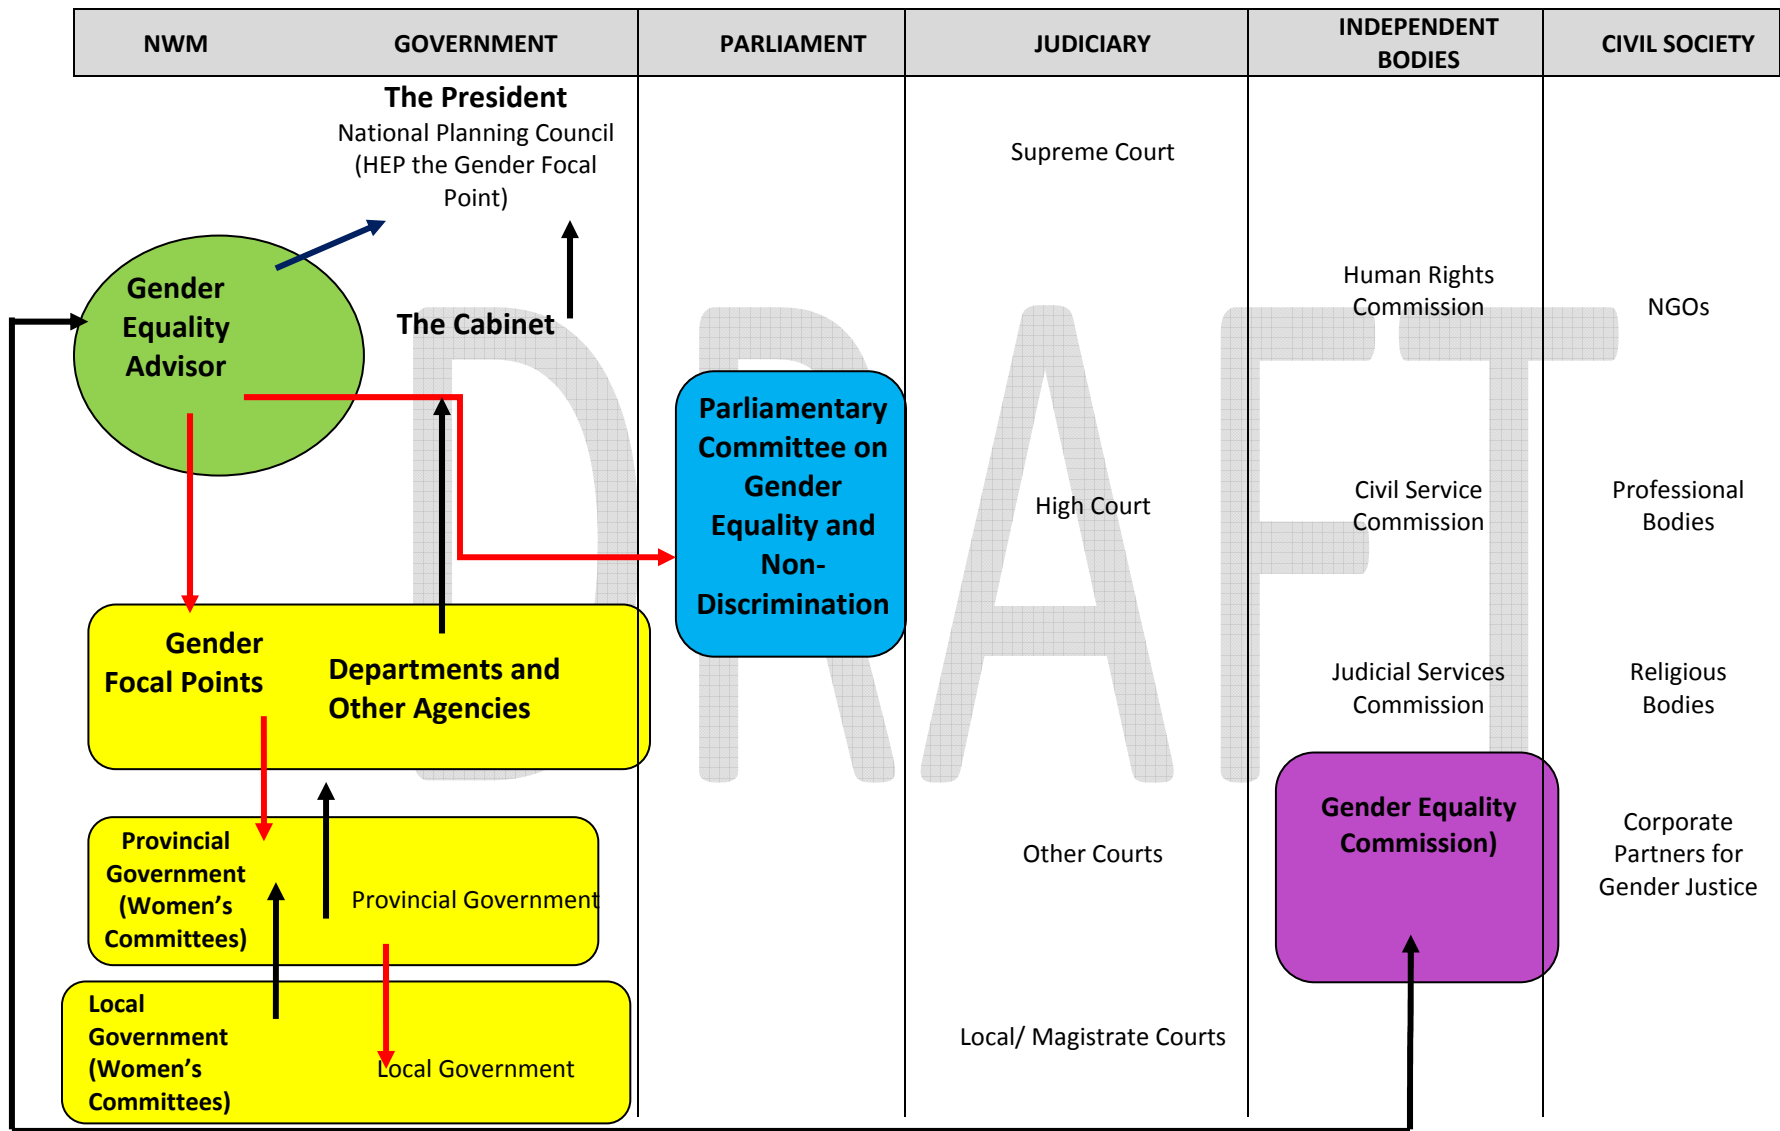 NWM
GOVERNMENT
PARLIAMENT
JUDICIARY
INDEPENDENT
BODIES
CIVIL SOCIETY
The President
National Planning Council
(HEP the Gender Focal
Point)
The Cabinet
Gender
Equality
Advisor
Gender
Focal Points
Departments and
Other Agencies
Provincial
Government
(Women’s
Committees)
Provincial Government
Local
Government
(Women’s
Committees)
Local Government
Parliamentary
Committee on
Gender
Equality and
Non-
Discrimination
Supreme Court
High Court
Other Courts
Local/ Magistrate Courts
Human Rights
Commission
Civil Service
Commission
Judicial Services
Commission
Gender Equality
Commission)
NGOs
Professional
Bodies
Religious
Bodies
Corporate
Partners for
Gender Justice
DRAFT